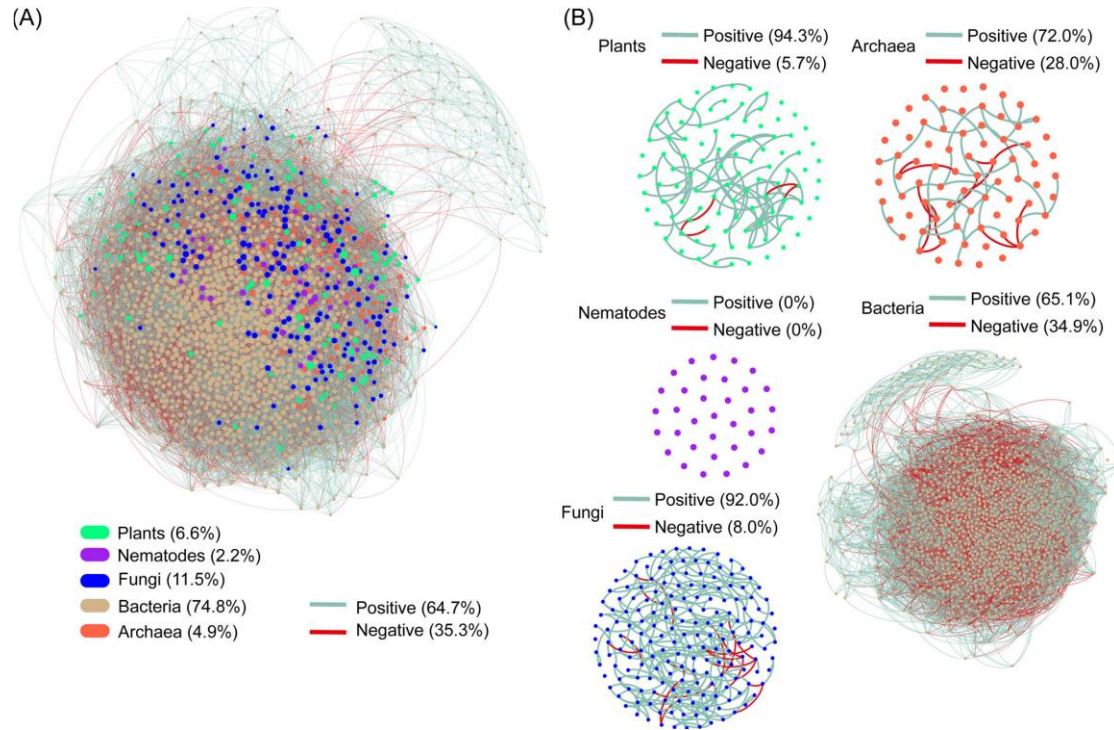 (A)
Plants (6.6%)
Nematodes (2.2%)
Fungi (11.5%)
Bacteria (74.8%)
Archaea (4.9%)
Positive (64.7%)
Negative (35.3%)
(B)
Plants
Positive (94.3%)
Negative (5.7%)
Archaea
Positive (72.0%)
Negative (28.0%)
Nematodes
Positive (0%)
Negative (0%)
Bacteria
Positive (65.1%)
Negative (34.9%)
Fungi
Positive (92.0%)
Negative (8.0%)